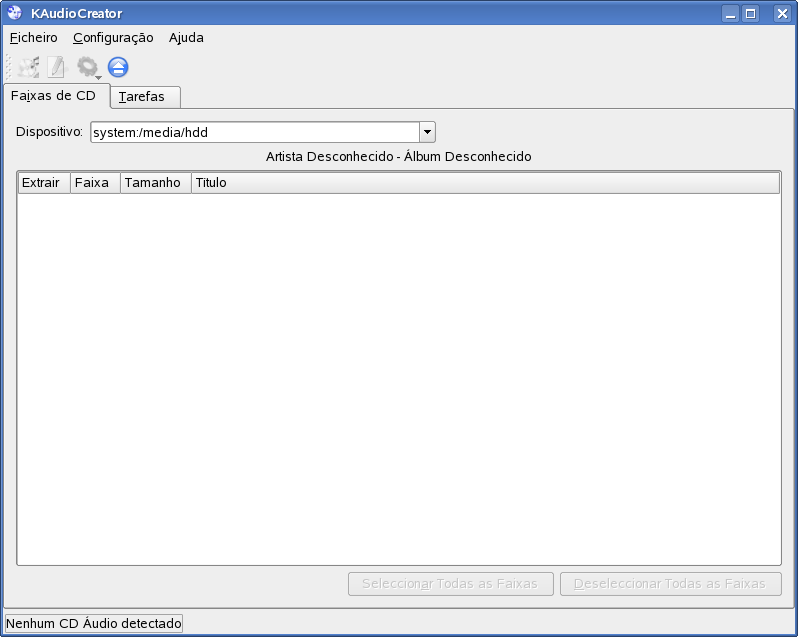 KAudioCreator
Ficheiro Configuração Ajuda
Faixas de CD Tarefas
Dispositivo: system:/media/hdd
Artista Desconhecido - Álbum Desconhecido
Extrair Faixa Tamanho Título
Seleccionar Todas as Faixas Deseleccionar Todas as Faixas
Nenhum CD Áudio detectado